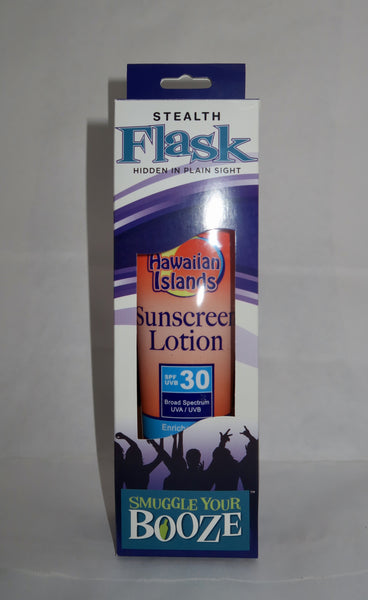 STEALTH
Flask
HIDDEN IN PLAIN SIGHT
Hawaiian
Islands
Sunscreen
Lotion
SPF
UVB 30
Broad Spectrum
UVA / UVB
Enrich
SMUGGLE YOUR
BOOZE